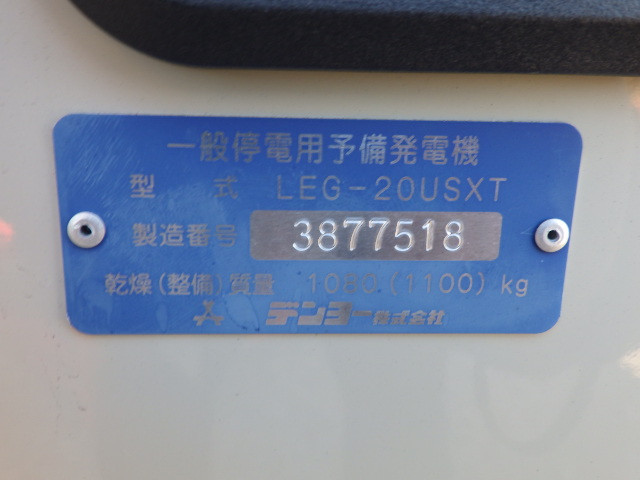 一般停電用予備発電機
型 式 LEG-20USXT
製造番号 3877518
乾燥(整備)質量 1080(1100)kg
デンヨー株式会社